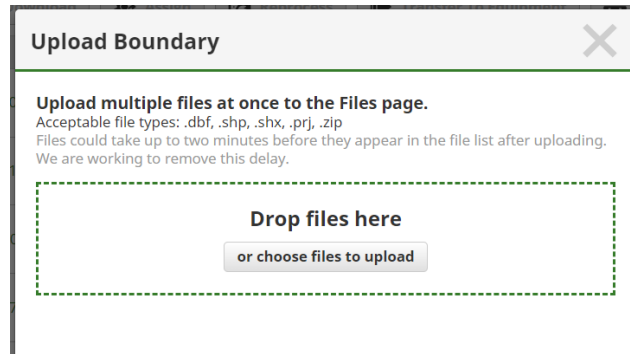 Upload Boundary
Upload multiple files at once to the Files page.
Acceptable file types: .dbf, .shp, .shx, .prj, .zip
Files could take up to two minutes before they appear in the file list after uploading.
We are working to remove this delay.
Drop files here
or choose files to upload